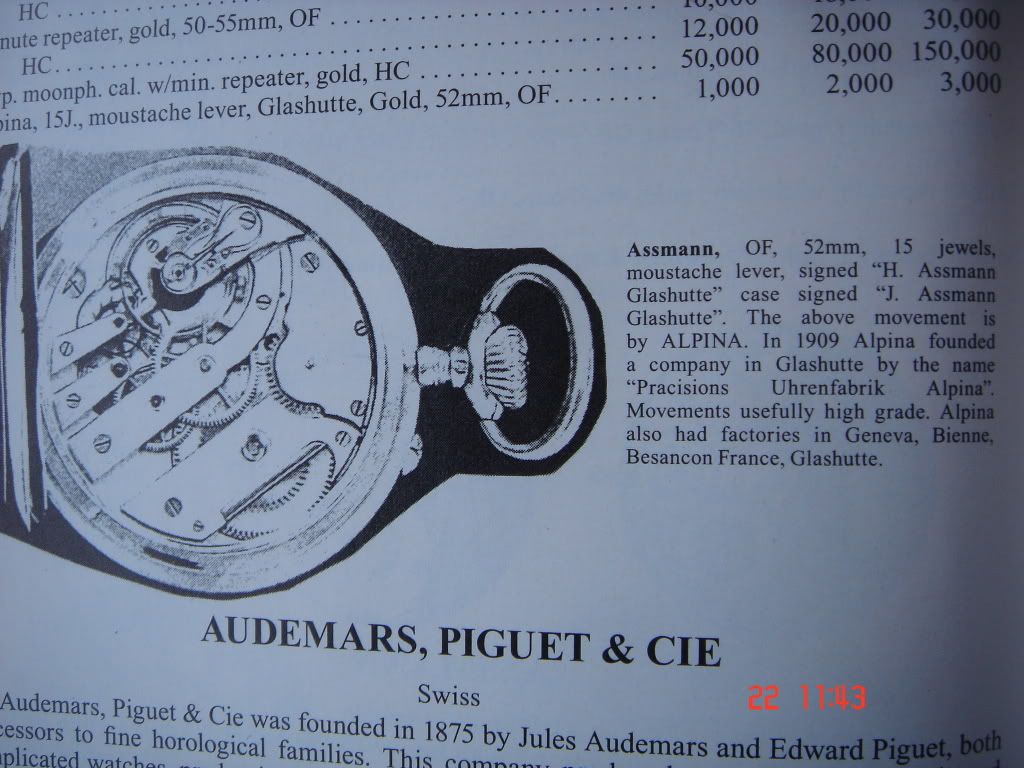 HC . . . . . . . . . . . . . . . . . . . . . . . . . . . . . . . . . . . . . . . . 10,000
repeater, gold, 50-55mm, OF . . . . . . . . . . . . . . . . . . . . . . . . 12,000 20,000 30,000
HC . . . . . . . . . . . . . . . . . . . . . . . . . . . . . . . . . . . . . . . . 50,000 80,000 150,000
moonph. cal. w/min. repeater, gold, HC . . . . . . . . . . . . . . . . . 1,000 2,000 3,000
15J., moustache lever, Glashutte, Gold, 52mm, OF . . . . . . . .
Assmann, OF, 52mm, 15 jewels,
moustache lever, signed “H. Assmann
Glashutte” case signed “J. Assmann
Glashutte”. The above movement is
by ALPINA. In 1909 Alpina founded
a company in Glashutte by the name
“Pracisions Uhrenfabrik Alpina”.
Movements usefully high grade. Alpina
also had factories in Geneva, Bienne,
Besancon France, Glashutte.
AUDEMARS, PIGUET & CIE
Swiss
22 11:43
Audemars, Piguet & Cie was founded in 1875 by Jules Audemars and Edward Piguet, both
to fine horological families. This company
watches